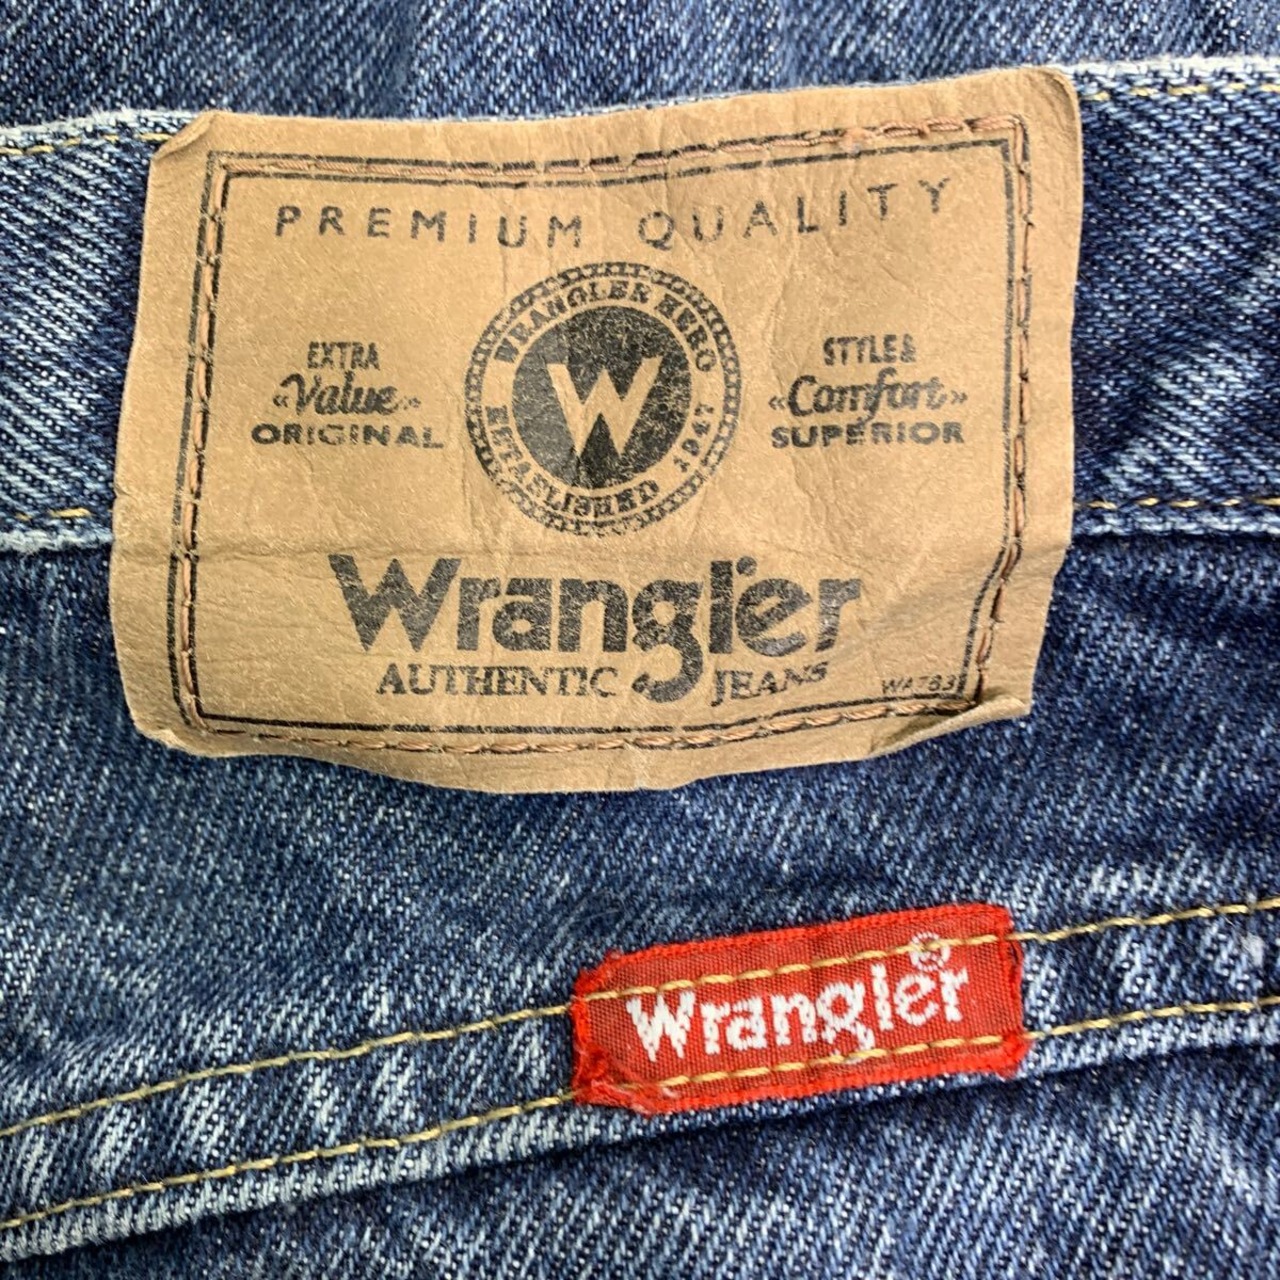 PREMIUM QUALITY
EXTRA
«Value»
ORIGINAL
WRANGLER HERO
W
ESTABLISHED 1947
STYLE &
«Comfort»
SUPERIOR
Wrangler
AUTHENTIC JEANS
Wrangler®